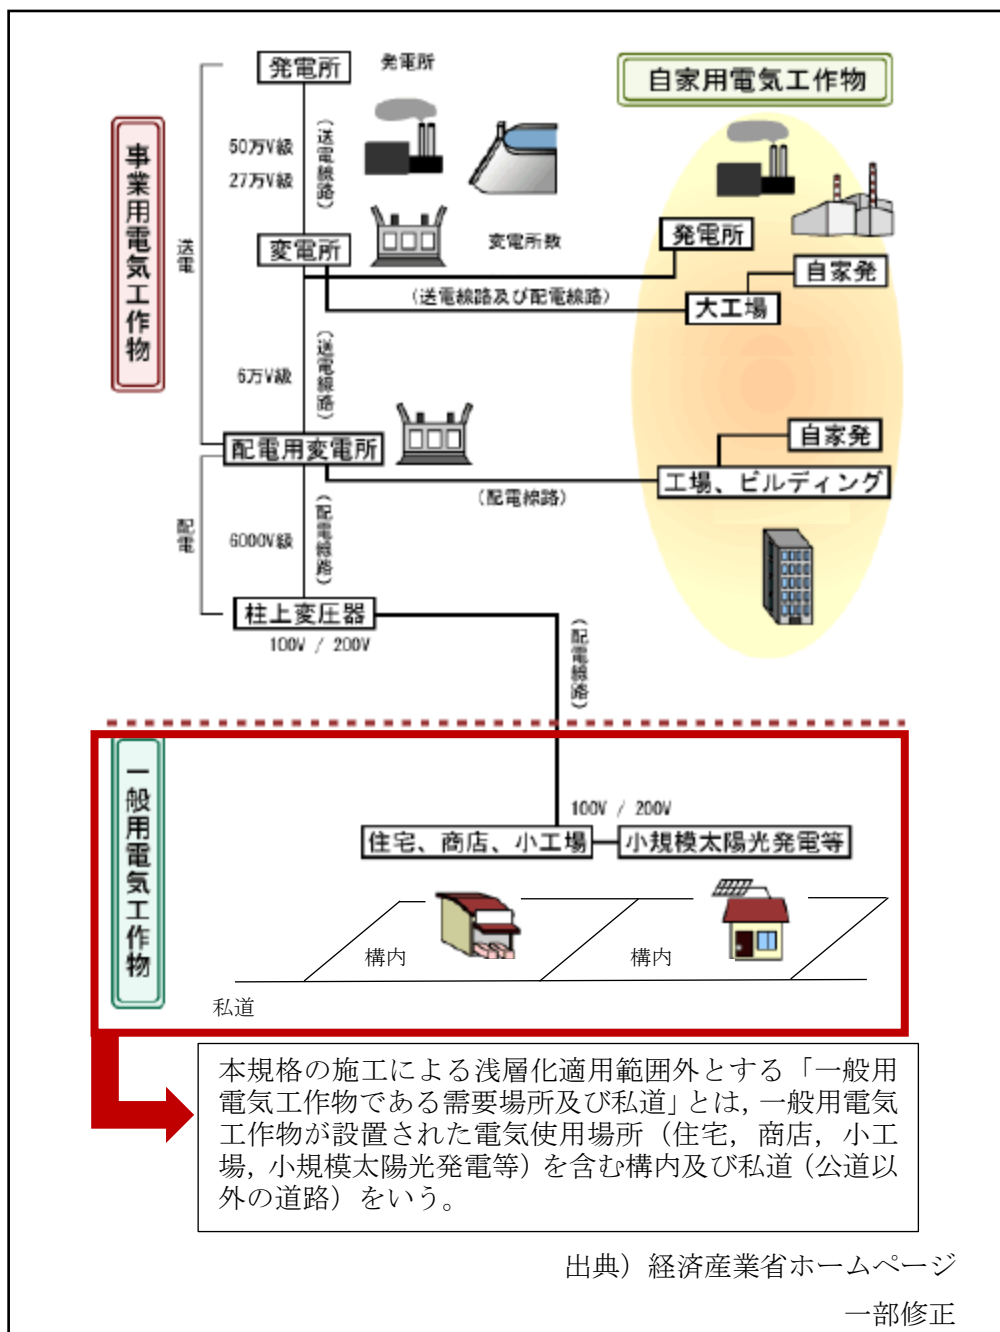 発電所
発電所
自家用電気工作物
事業用電気工作物
送電
50万V級
27万V級
(送電線路)
変電所
変電所数
発電所
自家発
(送電線路及び配電線路)
大工場
6万V級
(送電線路)
配電用変電所
自家発
工場、ビルディング
(配電線路)
配電
6000V級
(配電線路)
柱上変圧器
100V / 200V
(配電線路)
一般用電気工作物
100V / 200V
住宅、商店、小工場
小規模太陽光発電等
構内
構内
私道
本規格の施工による浅層化適用範囲外とする「一般用
電気工作物である需要場所及び私道」とは，一般用電気
工作物が設置された電気使用場所（住宅，商店，小工
場，小規模太陽光発電等）を含む構内及び私道（公道以
外の道路）をいう。
出典）経済産業省ホームページ
一部修正